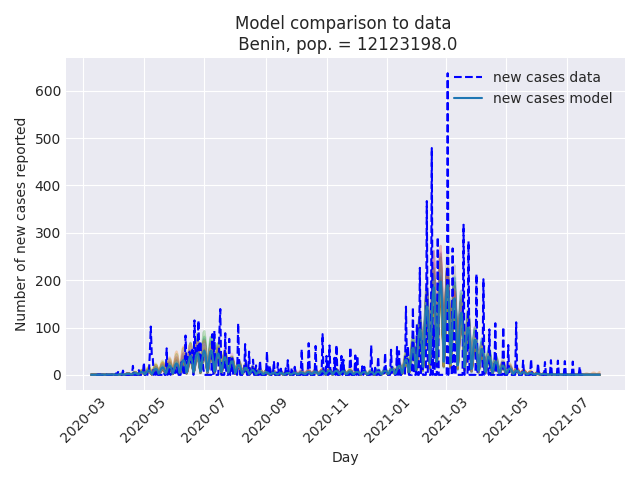 Model comparison to data
Benin, pop. = 12123198.0
new cases data
new cases model
Number of new cases reported
600
500
400
300
200
100
0
2020-03
2020-05
2020-07
2020-09
2020-11
2021-01
2021-03
2021-05
2021-07
Day